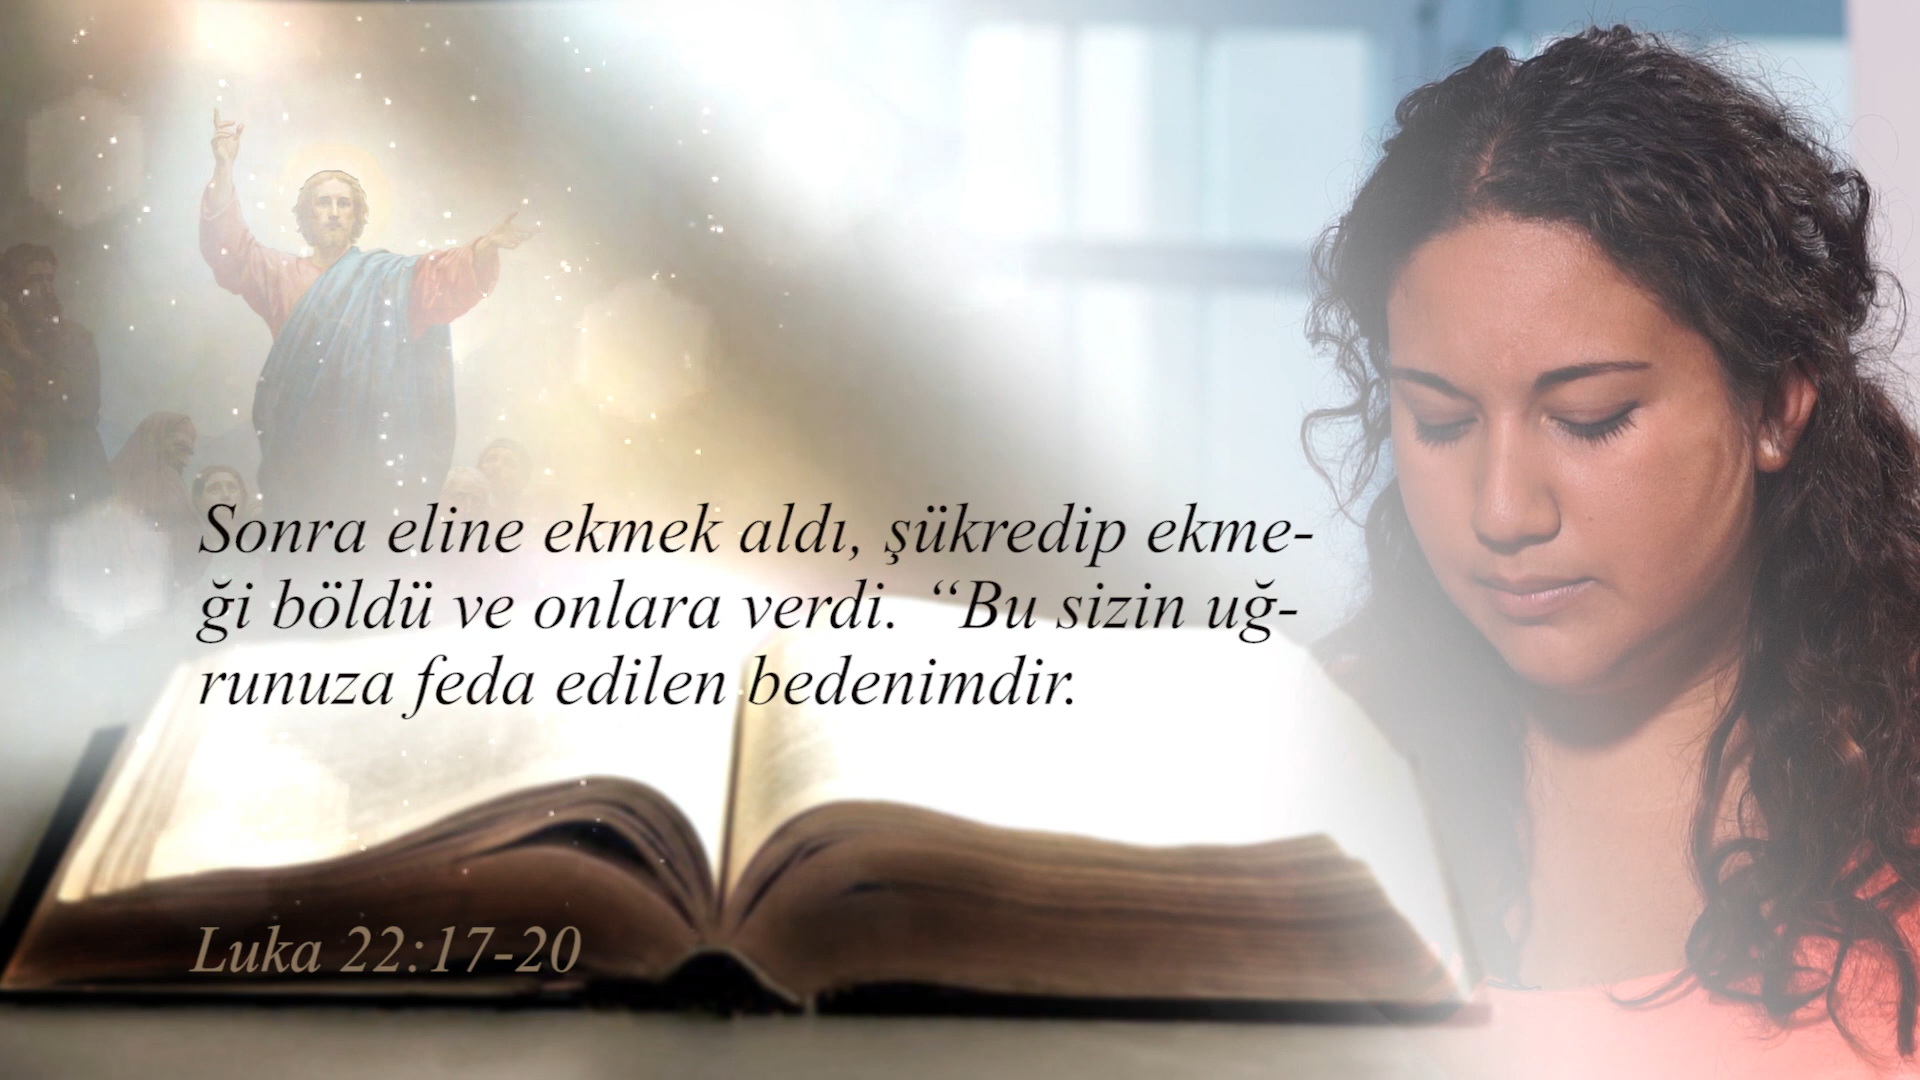 Sonra eline ekmek aldı, şükredip ekme-
ği böldü ve onlara verdi. “Bu sizin uğ-
runuza feda edilen bedenimdir.
Luka 22:17-20